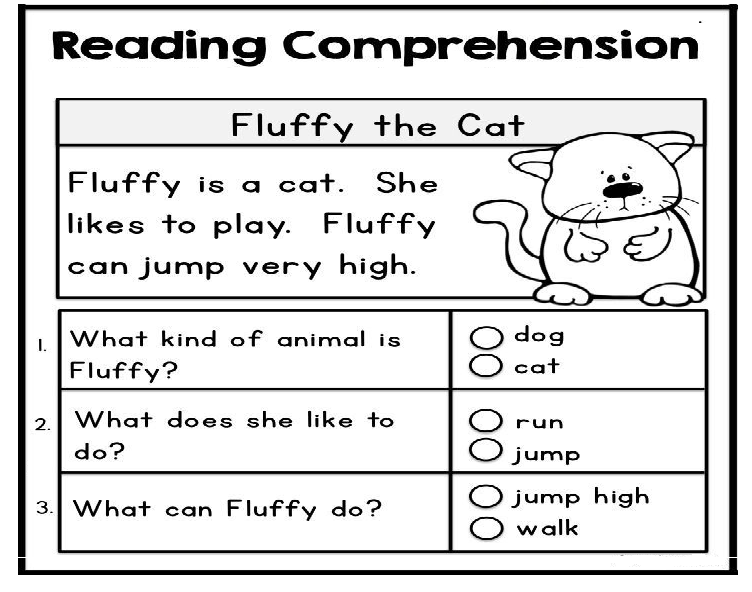 Reading Comprehension
Fluffy the Cat
Fluffy is a cat. She
likes to play. Fluffy
can jump very high.
1. What kind of animal is
Fluffy?
dog
cat
2. What does she like to
do?
run
jump
3. What can Fluffy do?
jump high
walk